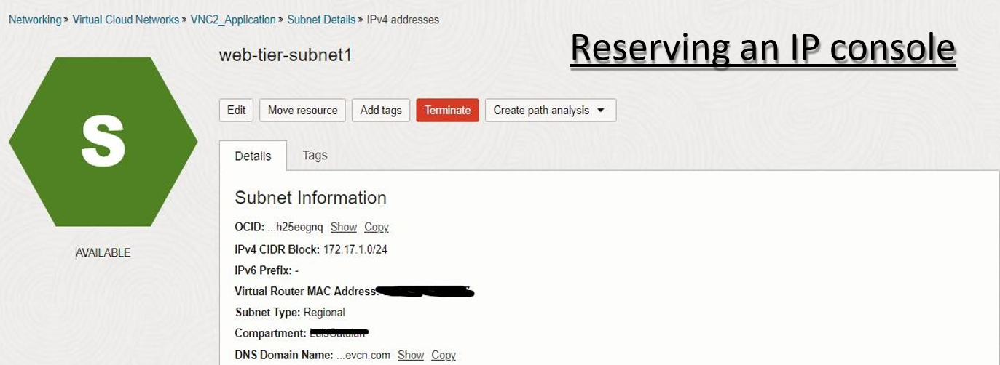 Networking » Virtual Cloud Networks » VNC2_Application » Subnet Details » IPv4 addresses
Reserving an IP console
web-tier-subnet1
Edit Move resource Add tags Terminate Create path analysis
S
Details Tags
Subnet Information
OCID: ...h25eognq Show Copy
AVAILABLE
IPv4 CIDR Block: 172.17.1.0/24
IPv6 Prefix: -
Virtual Router MAC Address:
Subnet Type: Regional
Compartment:
DNS Domain Name: ...evcn.com Show Copy